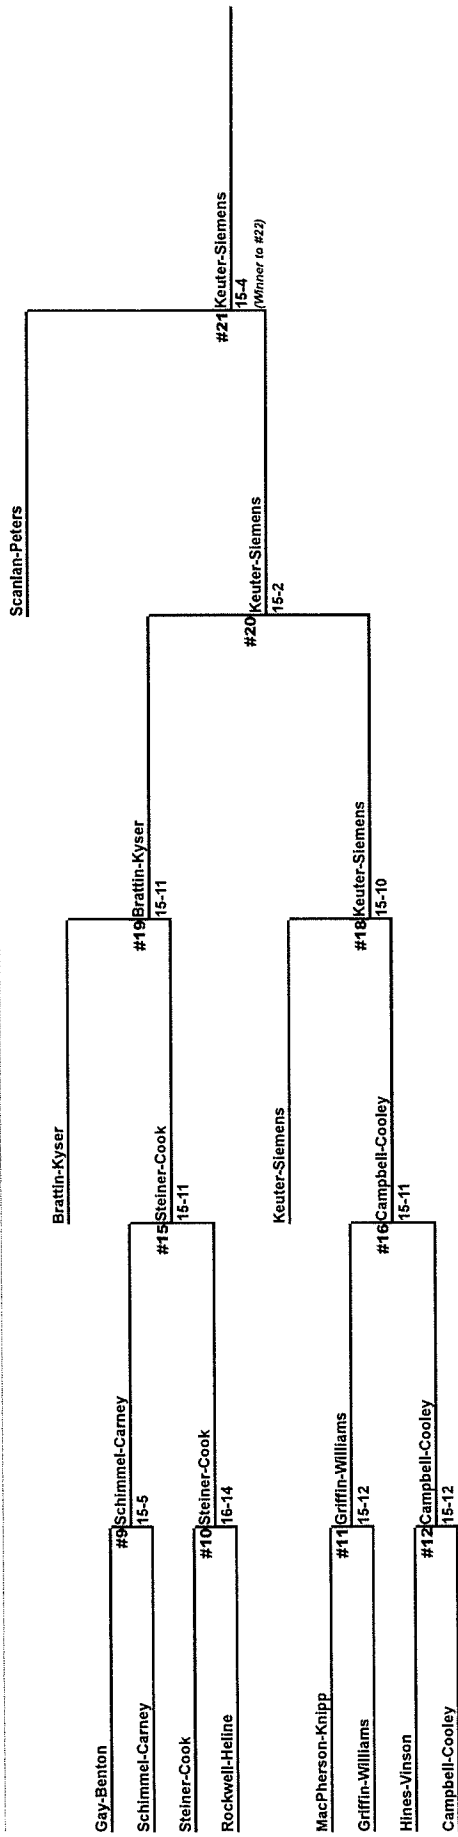 Gay-Benton
Schimmel-Carney
Steiner-Cook
Rockwell-Heline
MacPherson-Knipp
Griffin-Williams
Hines-Vinson
Campbell-Cooley
#9 Schimmel-Carney
15-5
#10 Steiner-Cook
16-14
#11 Griffin-Williams
15-12
#12 Campbell-Cooley
15-12
Brattin-Kyser
#15 Steiner-Cook
15-11
Keuter-Siemens
#16 Campbell-Cooley
15-11
#19 Brattin-Kyser
15-11
#18 Keuter-Siemens
15-10
Scanlan-Peters
#20 Keuter-Siemens
15-2
#21 Keuter-Siemens
15-4
(Winner to #22)